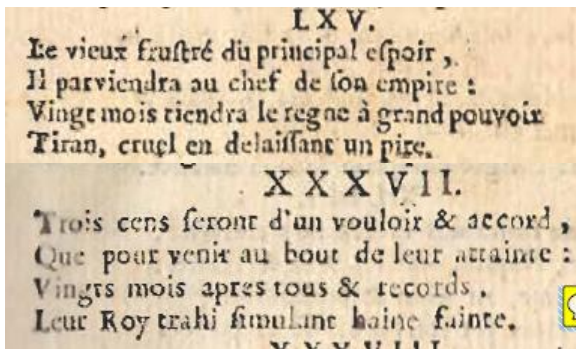 LXV.
Le vieux frustré du principal espoir,
Il parviendra au chef de son empire :
Vingt mois tiendra le regne à grand pouvoir
Tiran, cruel en delaissant un pire.
XXXVII.
Trois cens seront d'un vouloir & accord,
Que pour venir au bout de leur attainte :
Vingts mois apres tous & records,
Leur Roy trahi simulant haine fainte.
XXXVIII.